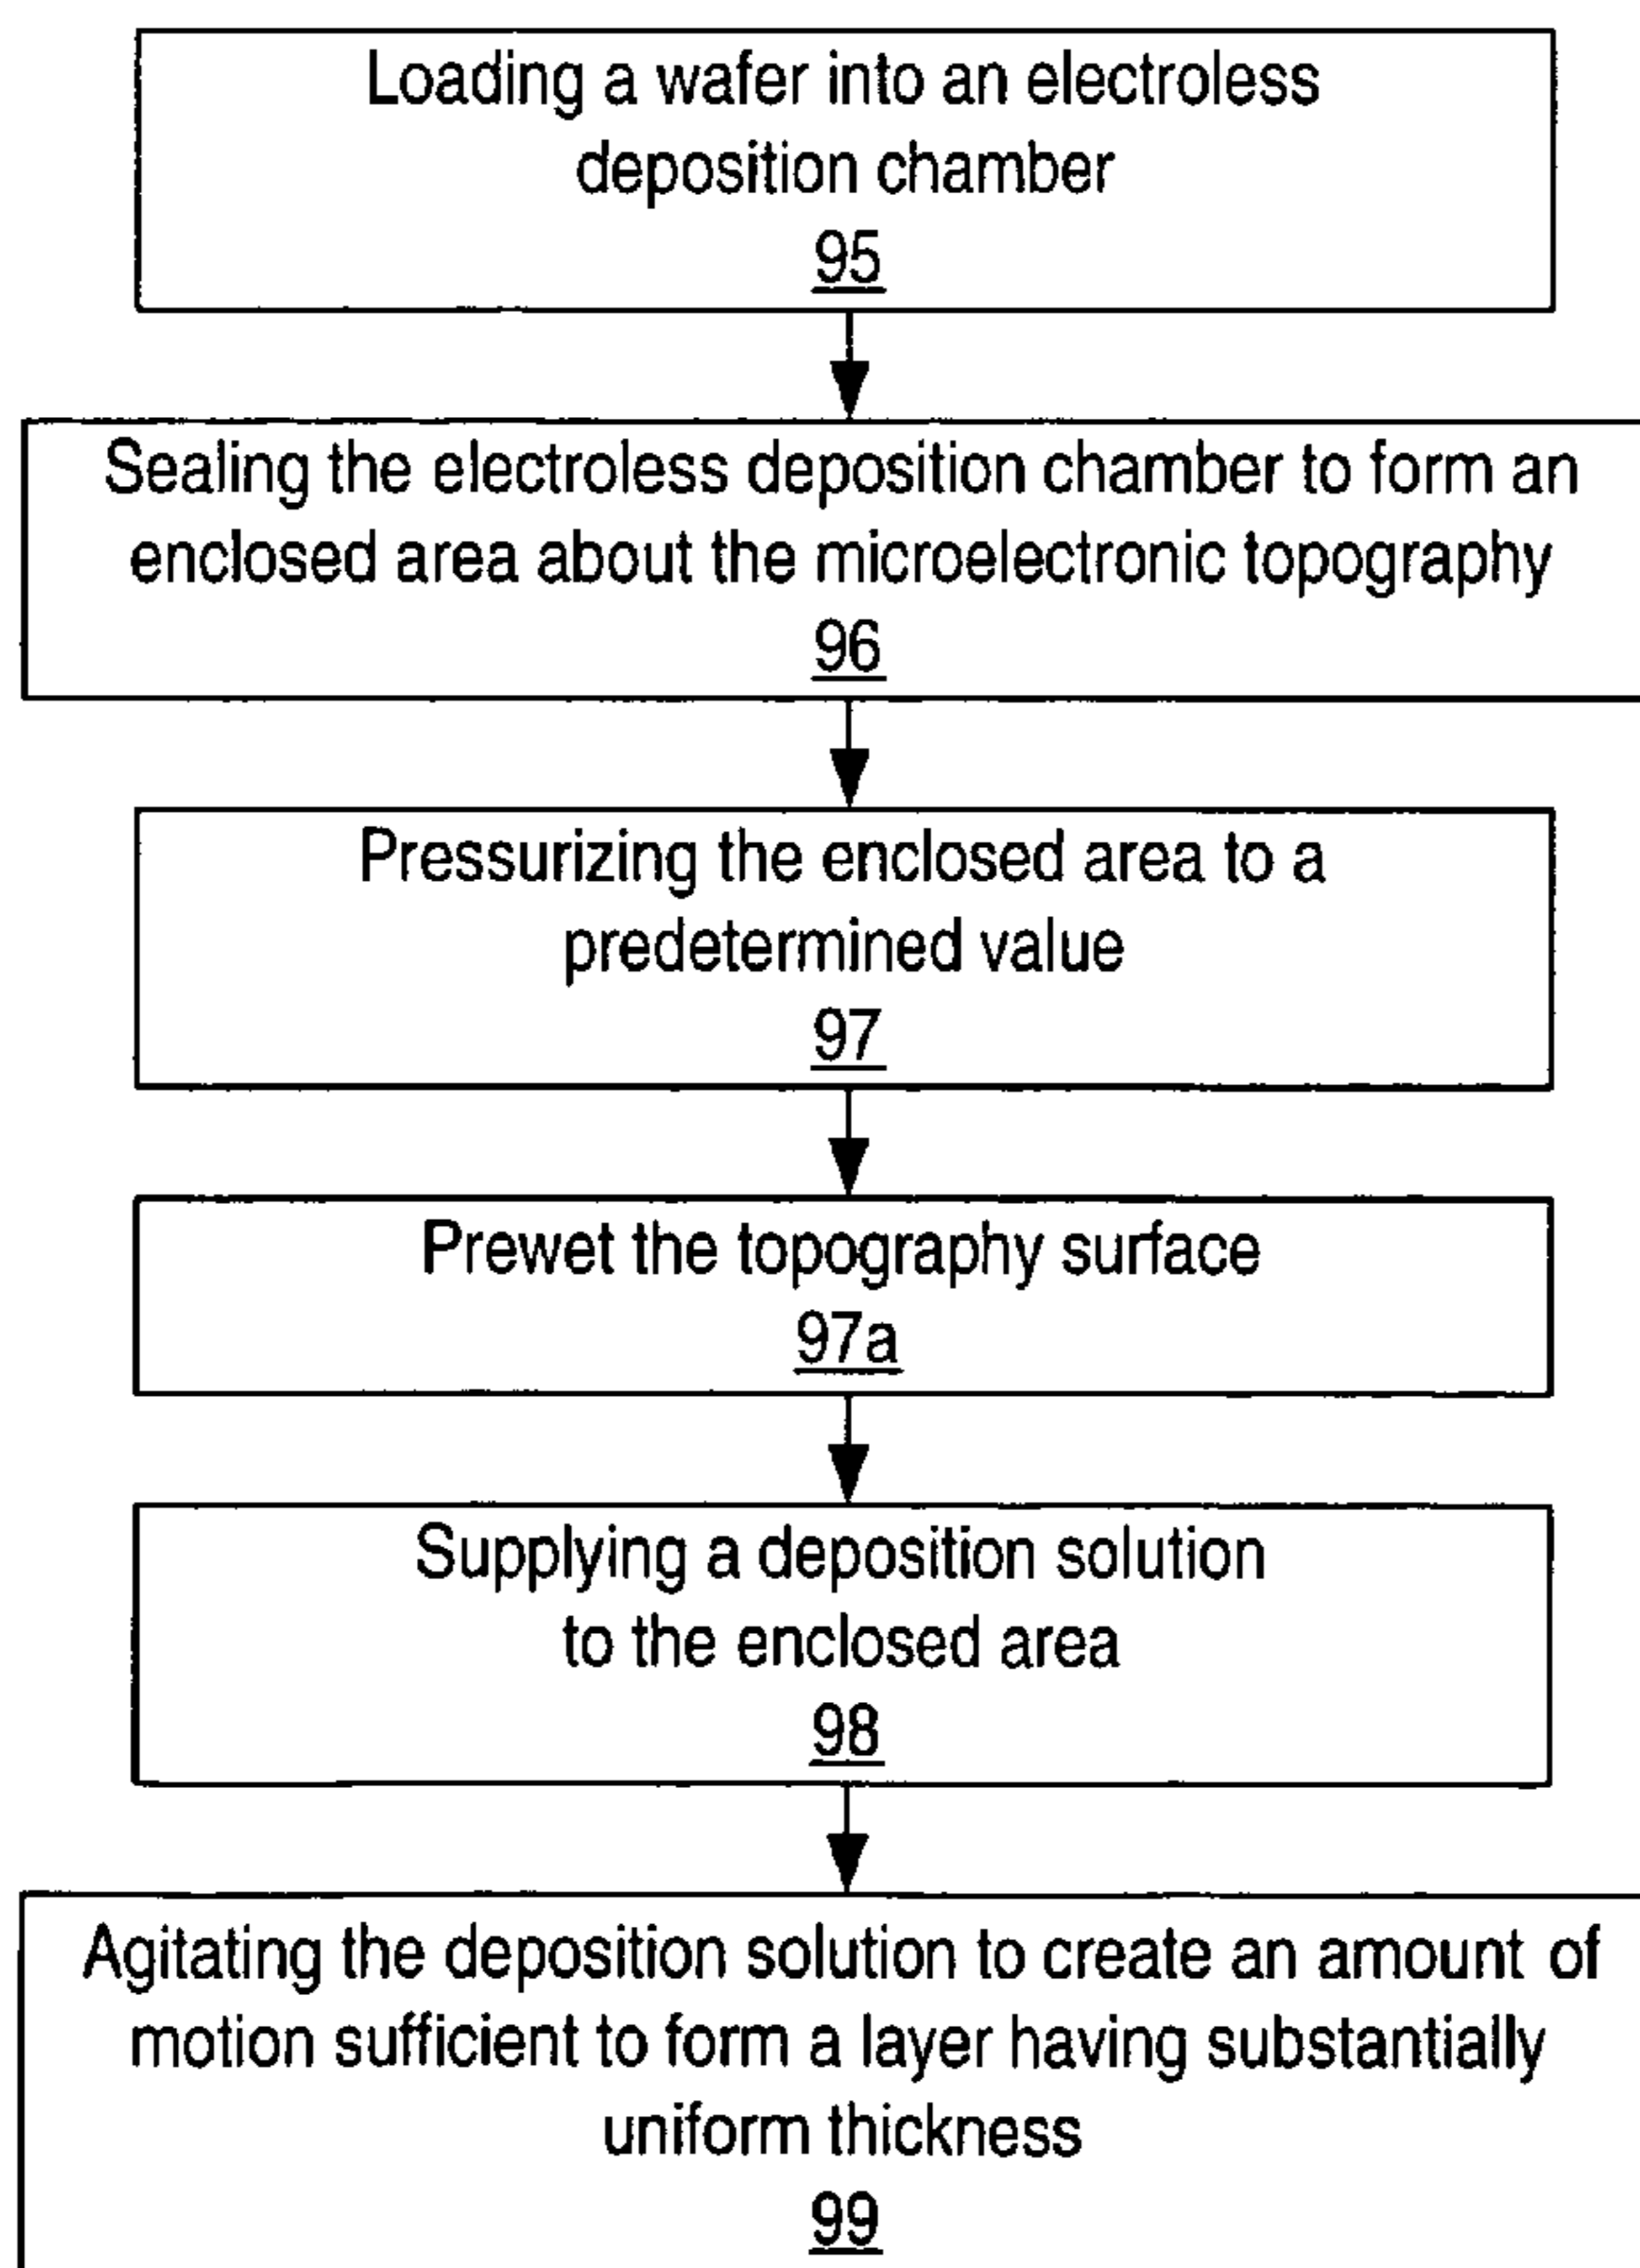 Loading a wafer into an electroless
deposition chamber
95
Sealing the electroless deposition chamber to form an
enclosed area about the microelectronic topography
96
Pressurizing the enclosed area to a
predetermined value
97
Prewet the topography surface
97a
Supplying a deposition solution
to the enclosed area
98
Agitating the deposition solution to create an amount of
motion sufficient to form a layer having substantially
uniform thickness
99